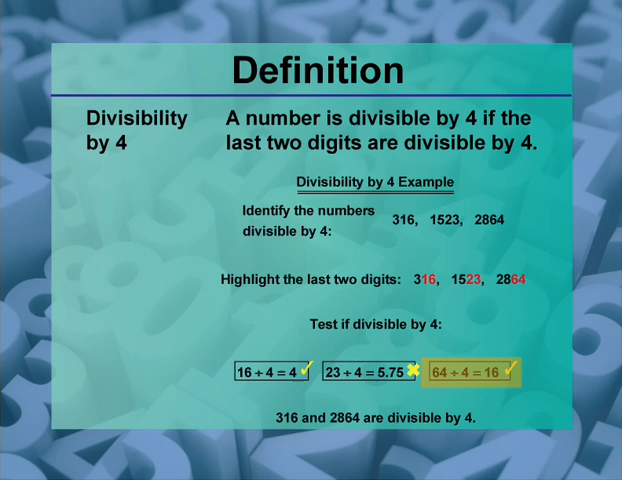 Definition
Divisibility by 4
A number is divisible by 4 if the
last two digits are divisible by 4.
Divisibility by 4 Example
Identify the numbers
divisible by 4:
316, 1523, 2864
Highlight the last two digits: 316, 1523, 2864
Test if divisible by 4:
16 ÷ 4 = 4 ✓ 23 ÷ 4 = 5.75 ✖ 64 ÷ 4 = 16 ✓
316 and 2864 are divisible by 4.